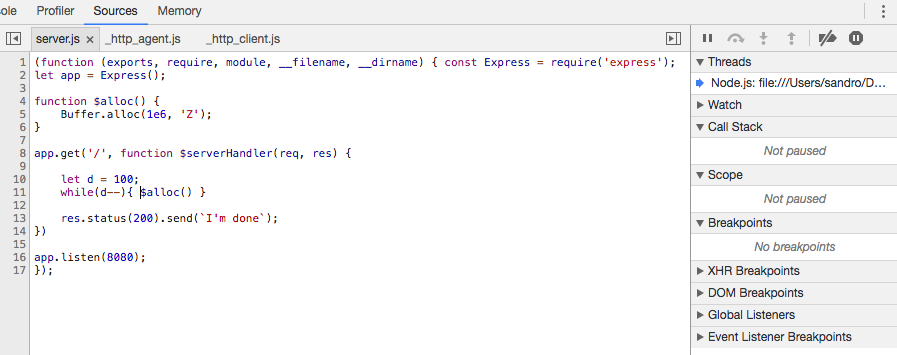 ole Profiler Sources Memory
server.js × _http_agent.js _http_client.js
1 (function (exports, require, module, __filename, __dirname) { const Express = require('express');
2 let app = Express();
3
4 function $alloc() {
5     Buffer.alloc(1e6, 'Z');
6 }
7
8 app.get('/', function $serverHandler(req, res) {
9
10     let d = 100;
11     while(d--){ $alloc() }
12
13     res.status(200).send(`I'm done`);
14 })
15
16 app.listen(8080);
17 });
Threads
Node.js: file:///Users/sandro/D...
Watch
Call Stack
Not paused
Scope
Not paused
Breakpoints
No breakpoints
XHR Breakpoints
DOM Breakpoints
Global Listeners
Event Listener Breakpoints